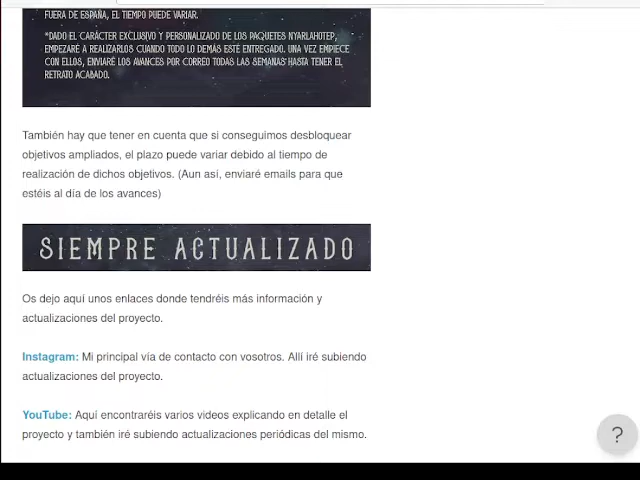 FUERA DE ESPAÑA, EL TIEMPO PUEDE VARIAR.
*DADO EL CARÁCTER EXCLUSIVO Y PERSONALIZADO DE LOS PAQUETES NYARLAHOTEP,
EMPEZARÉ A REALIZARLOS CUANDO TODO LO DEMÁS ESTÉ ENTREGADO. UNA VEZ EMPIECE
CON ELLOS, ENVIARÉ LOS AVANCES POR CORREO TODAS LAS SEMANAS HASTA TENER EL
RETRATO ACABADO.
También hay que tener en cuenta que si conseguimos desbloquear
objetivos ampliados, el plazo puede variar debido al tiempo de
realización de dichos objetivos. (Aun asi, enviaré emails para que
estéis al día de los avances)
SIEMPRE ACTUALIZADO
Os dejo aquí unos enlaces donde tendréis más información y
actualizaciones del proyecto.
Instagram: Mi principal vía de contacto con vosotros. Allí iré subiendo
actualizaciones del proyecto.
YouTube: Aquí encontraréis varios videos explicando en detalle el
proyecto y también iré subiendo actualizaciones periódicas del mismo.
?